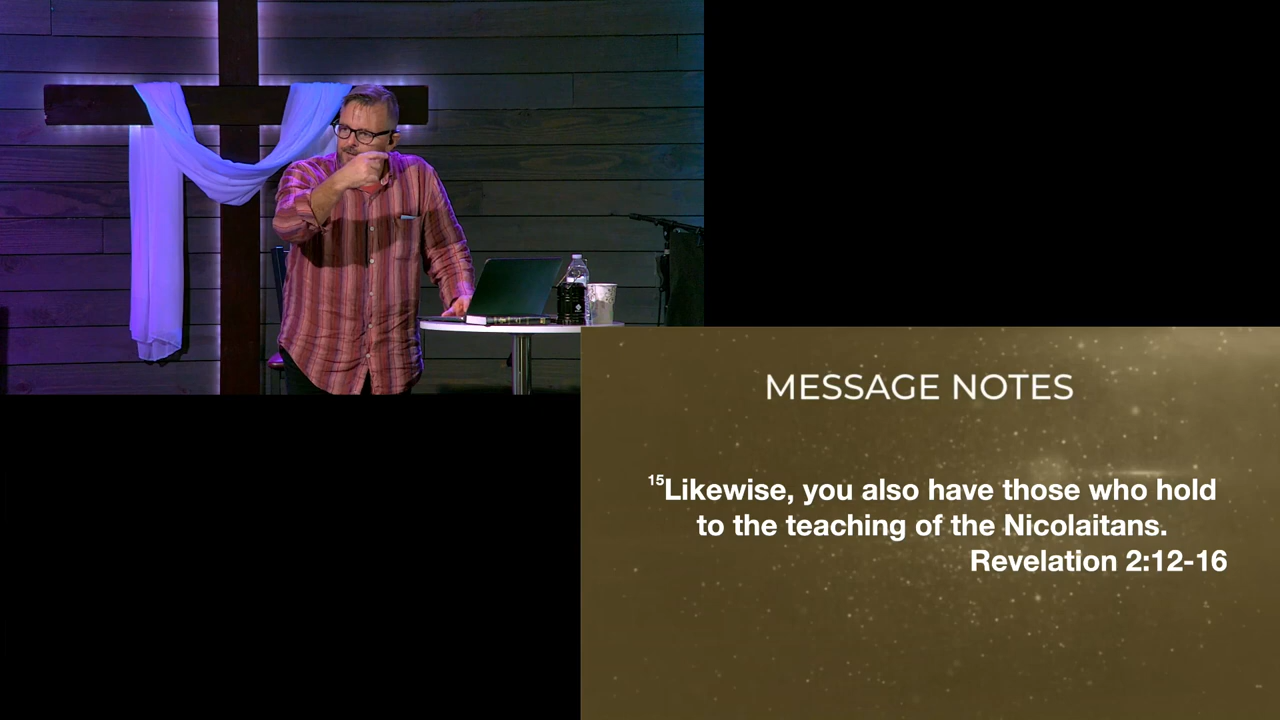 MESSAGE NOTES
¹⁵Likewise, you also have those who hold
to the teaching of the Nicolaitans.
Revelation 2:12-16